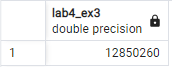 lab4_ex3
double precision
1 12850260